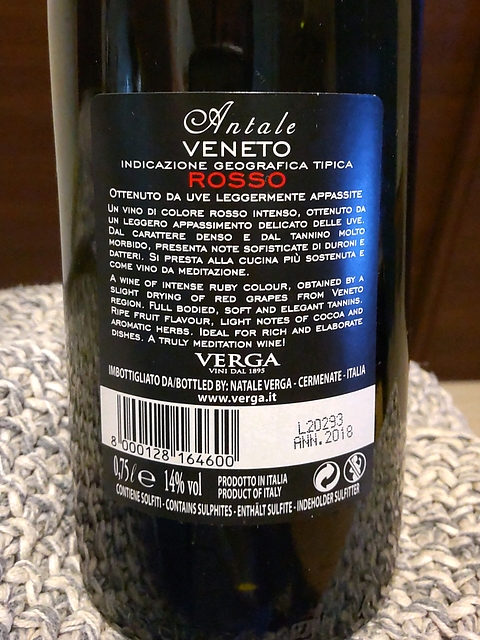 Antale
VENETO
INDICAZIONE GEOGRAFICA TIPICA
ROSSO
OTTENUTO DA UVE LEGGERMENTE APPASSITE
UN VINO DI COLORE ROSSO INTENSO, OTTENUTO DA
UN LEGGERO APPASSIMENTO DELICATO DELLE UVE.
DAL CARATTERE DENSO E DAL TANNINO MOLTO
MORBIDO, PRESENTA NOTE SOFISTICATE DI DURONI E
DATTERI. SI PRESTA ALLA CUCINA PIÙ SOSTENUTA E
COME VINO DA MEDITAZIONE.
A WINE OF INTENSE RUBY COLOUR, OBTAINED BY A
SLIGHT DRYING OF RED GRAPES FROM VENETO
REGION. FULL BODIED, SOFT AND ELEGANT TANNINS.
RIPE FRUIT FLAVOUR, LIGHT NOTES OF COCOA AND
AROMATIC HERBS. IDEAL FOR RICH AND ELABORATE
DISHES. A TRULY MEDITATION WINE!
VERGA
VINI DAL 1895
IMBOTTIGLIATO DA/BOTTLED BY: NATALE VERGA - CERMENATE - ITALIA
www.verga.it
L20293
ANN.2018
8 000128 164600
0,75 l e 14% vol
PRODOTTO IN ITALIA
PRODUCT OF ITALY
CONTIENE SOLFITI - CONTAINS SULPHITES - ENTHÄLT SULFITE - INDEHOLDER SULFITTER